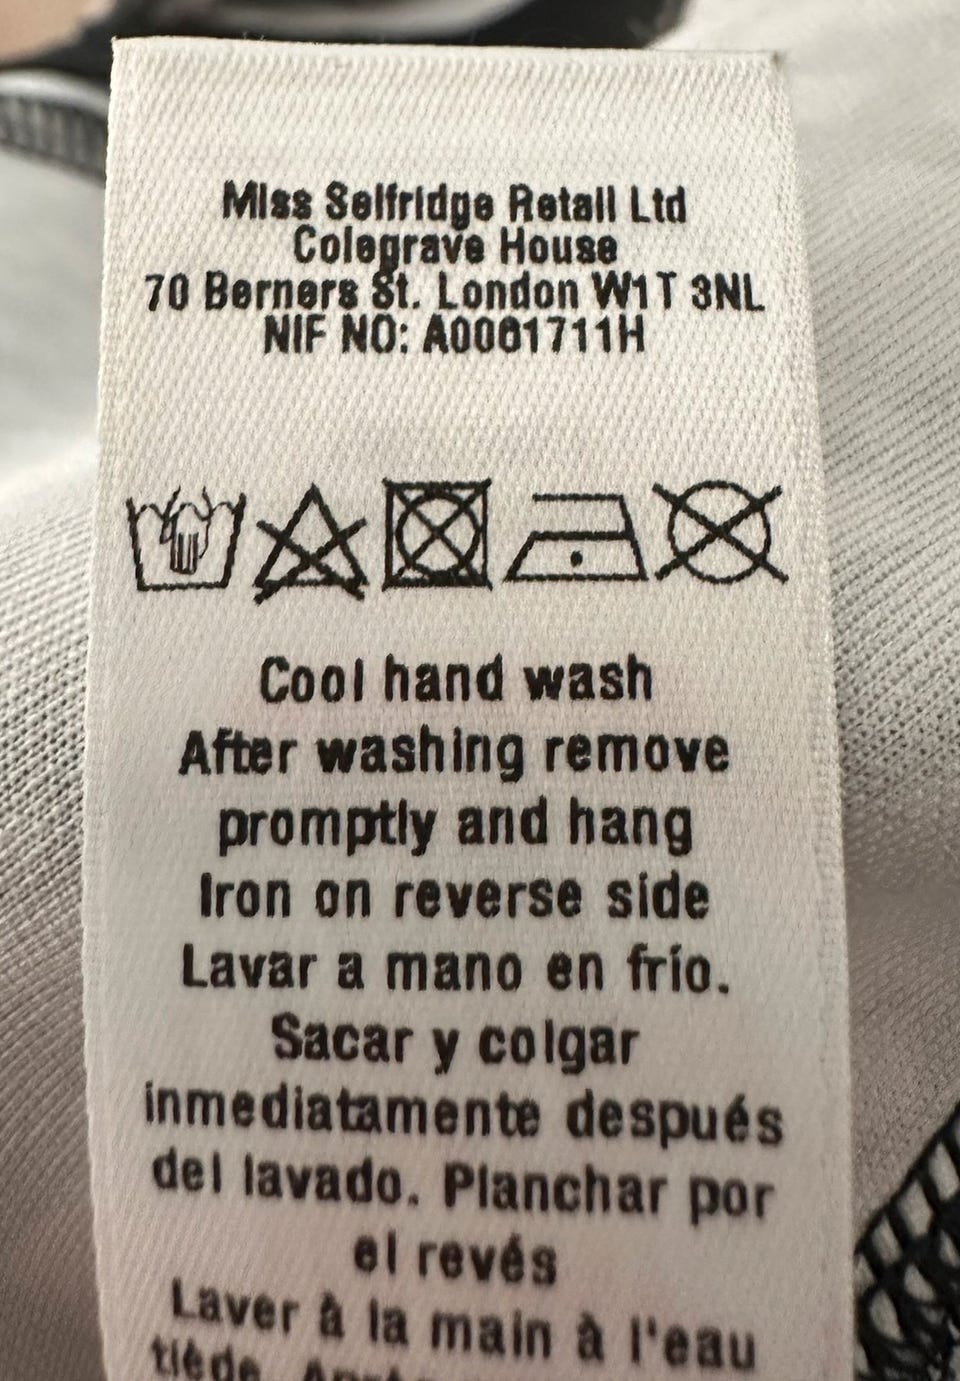 Miss Selfridge Retail Ltd
Colegrave House
70 Berners St. London W1T 3NL
NIF NO: A0061711H
Cool hand wash
After washing remove
promptly and hang
Iron on reverse side
Lavar a mano en frío.
Sacar y colgar
inmediatamente después
del lavado. Planchar por
el revés
Laver à la main à l'eau
tiède.